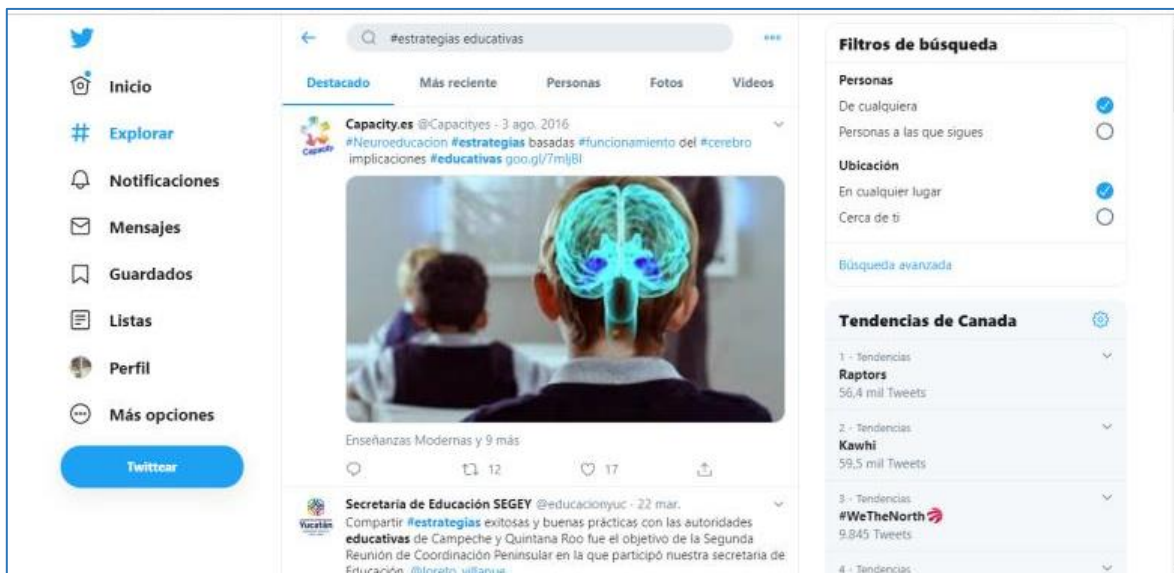 Inicio
Explorar
Notificaciones
Mensajes
Guardados
Listas
Perfil
Más opciones
Twittear
#estrategias educativas
Destacado Más reciente Personas Fotos Videos
Capacity.es @Capacityes - 3 ago. 2016
#Neuroeducacion #estrategias basadas #funcionamiento del #cerebro
implicaciones #educativas goo.gl/7mljBl
Capacity
Enseñanzas Modernas y 9 más
12 17
Secretaría de Educación SEGEY @educacionyuc - 22 mar.
Yucatán
Compartir #estrategias exitosas y buenas prácticas con las autoridades
educativas de Campeche y Quintana Roo fue el objetivo de la Segunda
Reunión de Coordinación Peninsular en la que participó nuestra secretaria de
Educación, @loreto_villanue
Filtros de búsqueda
Personas
De cualquiera
Personas a las que sigues
Ubicación
En cualquier lugar
Cerca de ti
Búsqueda avanzada
Tendencias de Canada
1 - Tendencias
Raptors
56,4 mil Tweets
2 - Tendencias
Kawhi
59,5 mil Tweets
3 - Tendencias
#WeTheNorth
9.845 Tweets
4 - Tendencias